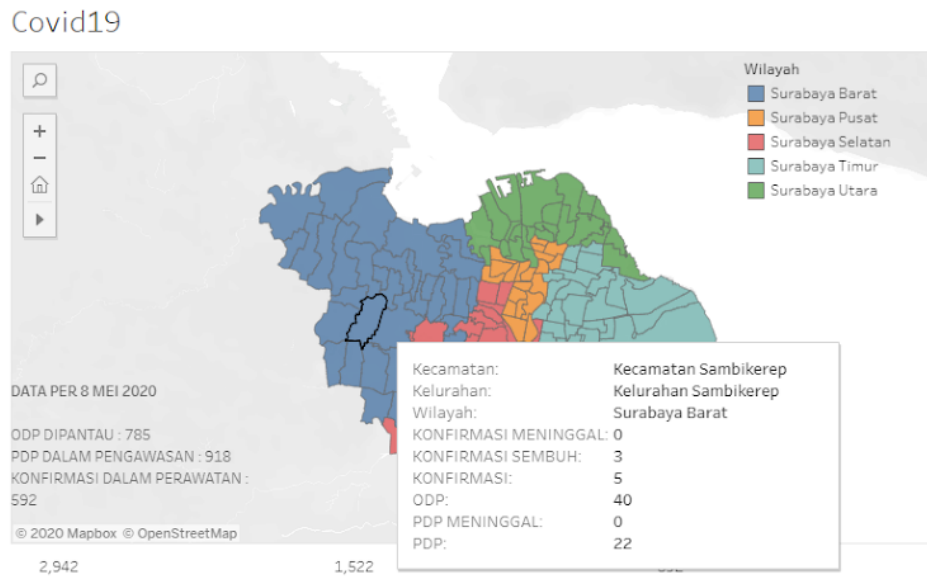 Covid19
Wilayah
Surabaya Barat
Surabaya Pusat
Surabaya Selatan
Surabaya Timur
Surabaya Utara
DATA PER 8 MEI 2020
ODP DIPANTAU : 785
PDP DALAM PENGAWASAN : 918
KONFIRMASI DALAM PERAWATAN :
592
Kecamatan: Kecamatan Sambikerep
Kelurahan: Kelurahan Sambikerep
Wilayah: Surabaya Barat
KONFIRMASI MENINGGAL: 0
KONFIRMASI SEMBUH: 3
KONFIRMASI: 5
ODP: 40
PDP MENINGGAL: 0
PDP: 22
© 2020 Mapbox © OpenStreetMap
2,942 1,522